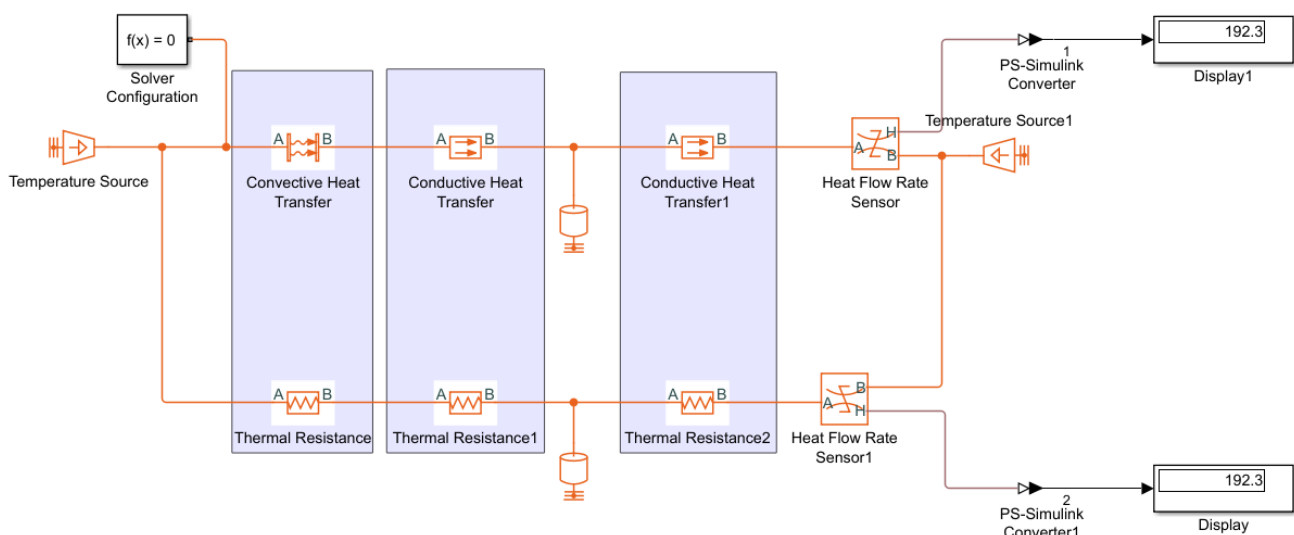 f(x) = 0
Solver
Configuration
192.3
1
PS-Simulink
Converter
Display1
Temperature Source1
A B
A B
A B
H
A
B
Temperature Source
Convective Heat
Transfer
Conductive Heat
Transfer
Conductive Heat
Transfer1
Heat Flow Rate
Sensor
A B
A B
A B
B
A
H
Thermal Resistance
Thermal Resistance1
Thermal Resistance2
Heat Flow Rate
Sensor1
192.3
2
PS-Simulink
Converter1
Display